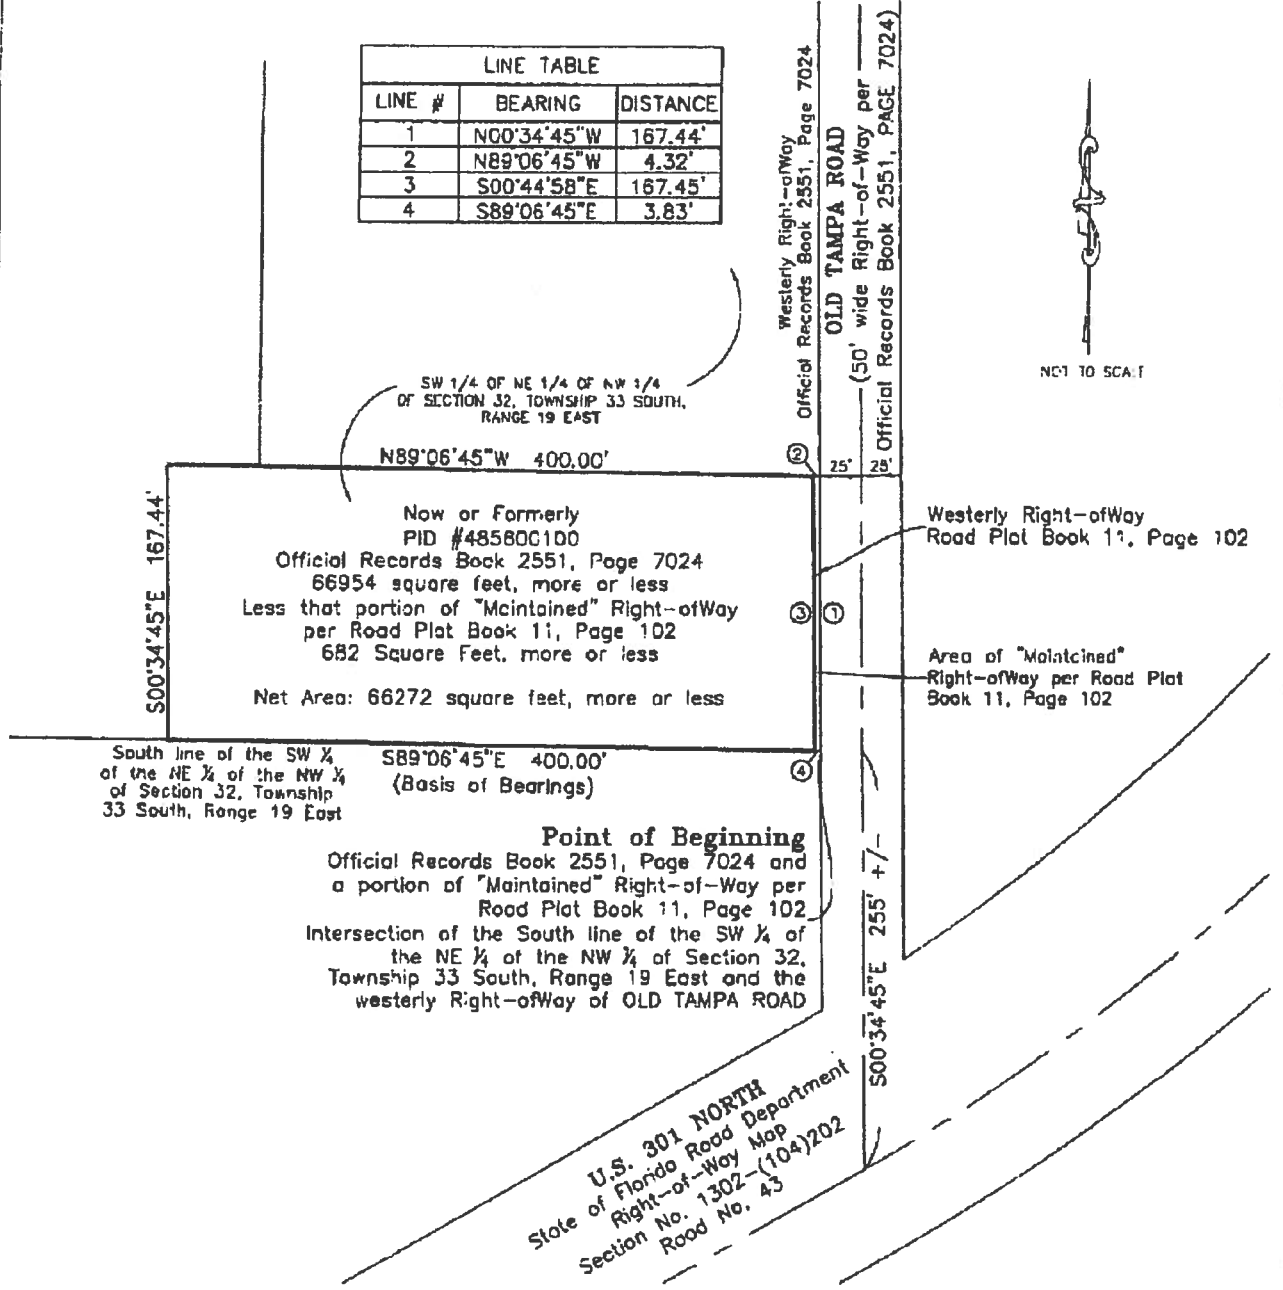 LINE TABLE
LINE # BEARING DISTANCE
1 N00°34'45"W 167.44'
2 N89°06'45"W 4.32'
3 S00°44'58"E 167.45'
4 S89°06'45"E 3.83'
Westerly Right-ofWay
Official Records Book 2551, Page 7024
OLD TAMPA ROAD
(50' wide Right-of-Way per
Official Records Book 2551, PAGE 7024)
NOT TO SCALE
SW 1/4 OF NE 1/4 OF NW 1/4
OF SECTION 32, TOWNSHIP 33 SOUTH,
RANGE 19 EAST
N89°06'45"W 400.00'
2
25' 25'
S00°34'45"E 167.44'
Now or Formerly
PID #485800100
Official Records Book 2551, Page 7024
66954 square feet, more or less
Less that portion of "Maintained" Right-ofWay
per Road Plat Book 11, Page 102
682 Square Feet, more or less
Net Area: 66272 square feet, more or less
3 1
Westerly Right-ofWay
Road Plat Book 11, Page 102
Area of "Maintained"
Right-ofWay per Road Plat
Book 11, Page 102
South line of the SW ¼
of the NE ¼ of the NW ¼
of Section 32, Township
33 South, Range 19 East
S89°06'45"E 400.00'
(Basis of Bearings)
4
Point of Beginning
Official Records Book 2551, Page 7024 and
a portion of "Maintained" Right-of-Way per
Road Plat Book 11, Page 102
Intersection of the South line of the SW ¼ of
the NE ¼ of the NW ¼ of Section 32,
Township 33 South, Range 19 East and the
westerly Right-ofWay of OLD TAMPA ROAD
S00°34'45"E 255' +/-
U.S. 301 NORTH
State of Florida Road Department
Right-of-Way Map
Section No. 1302-(104)202
Road No. 43